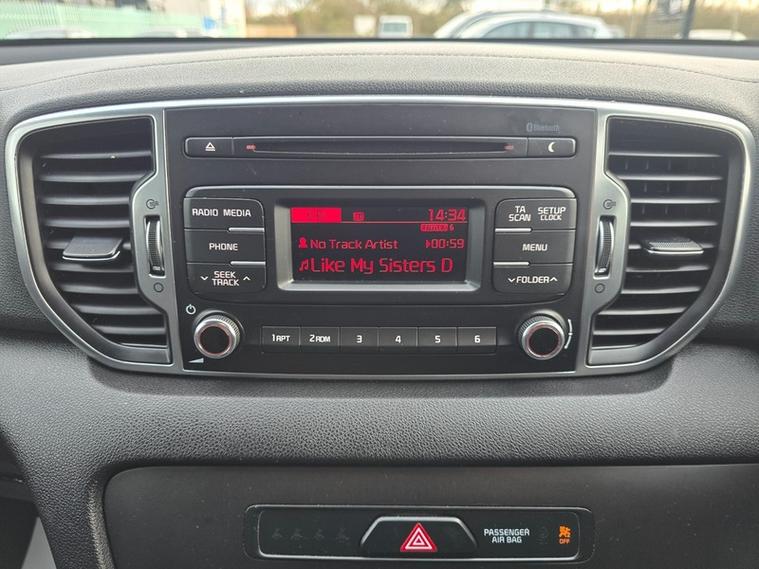 Bluetooth
RADIO MEDIA
PHONE
SEEK
TRACK
14:34
No Track Artist
00:59
Like My Sisters D
TA
SCAN
SETUP
CLOCK
MENU
FOLDER
1 RPT
2 RDM
3
4
5
6
PASSENGER
AIR BAG
OFF